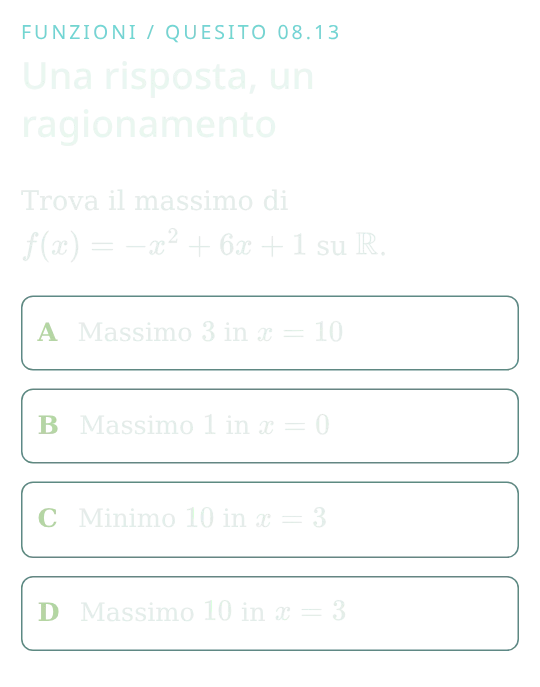 FUNZIONI / QUESITO 08.13
Una risposta, un
ragionamento
Trova il massimo di
f(x) = −x² + 6x + 1 su ℝ.
A Massimo 3 in x = 10
B Massimo 1 in x = 0
C Minimo 10 in x = 3
D Massimo 10 in x = 3